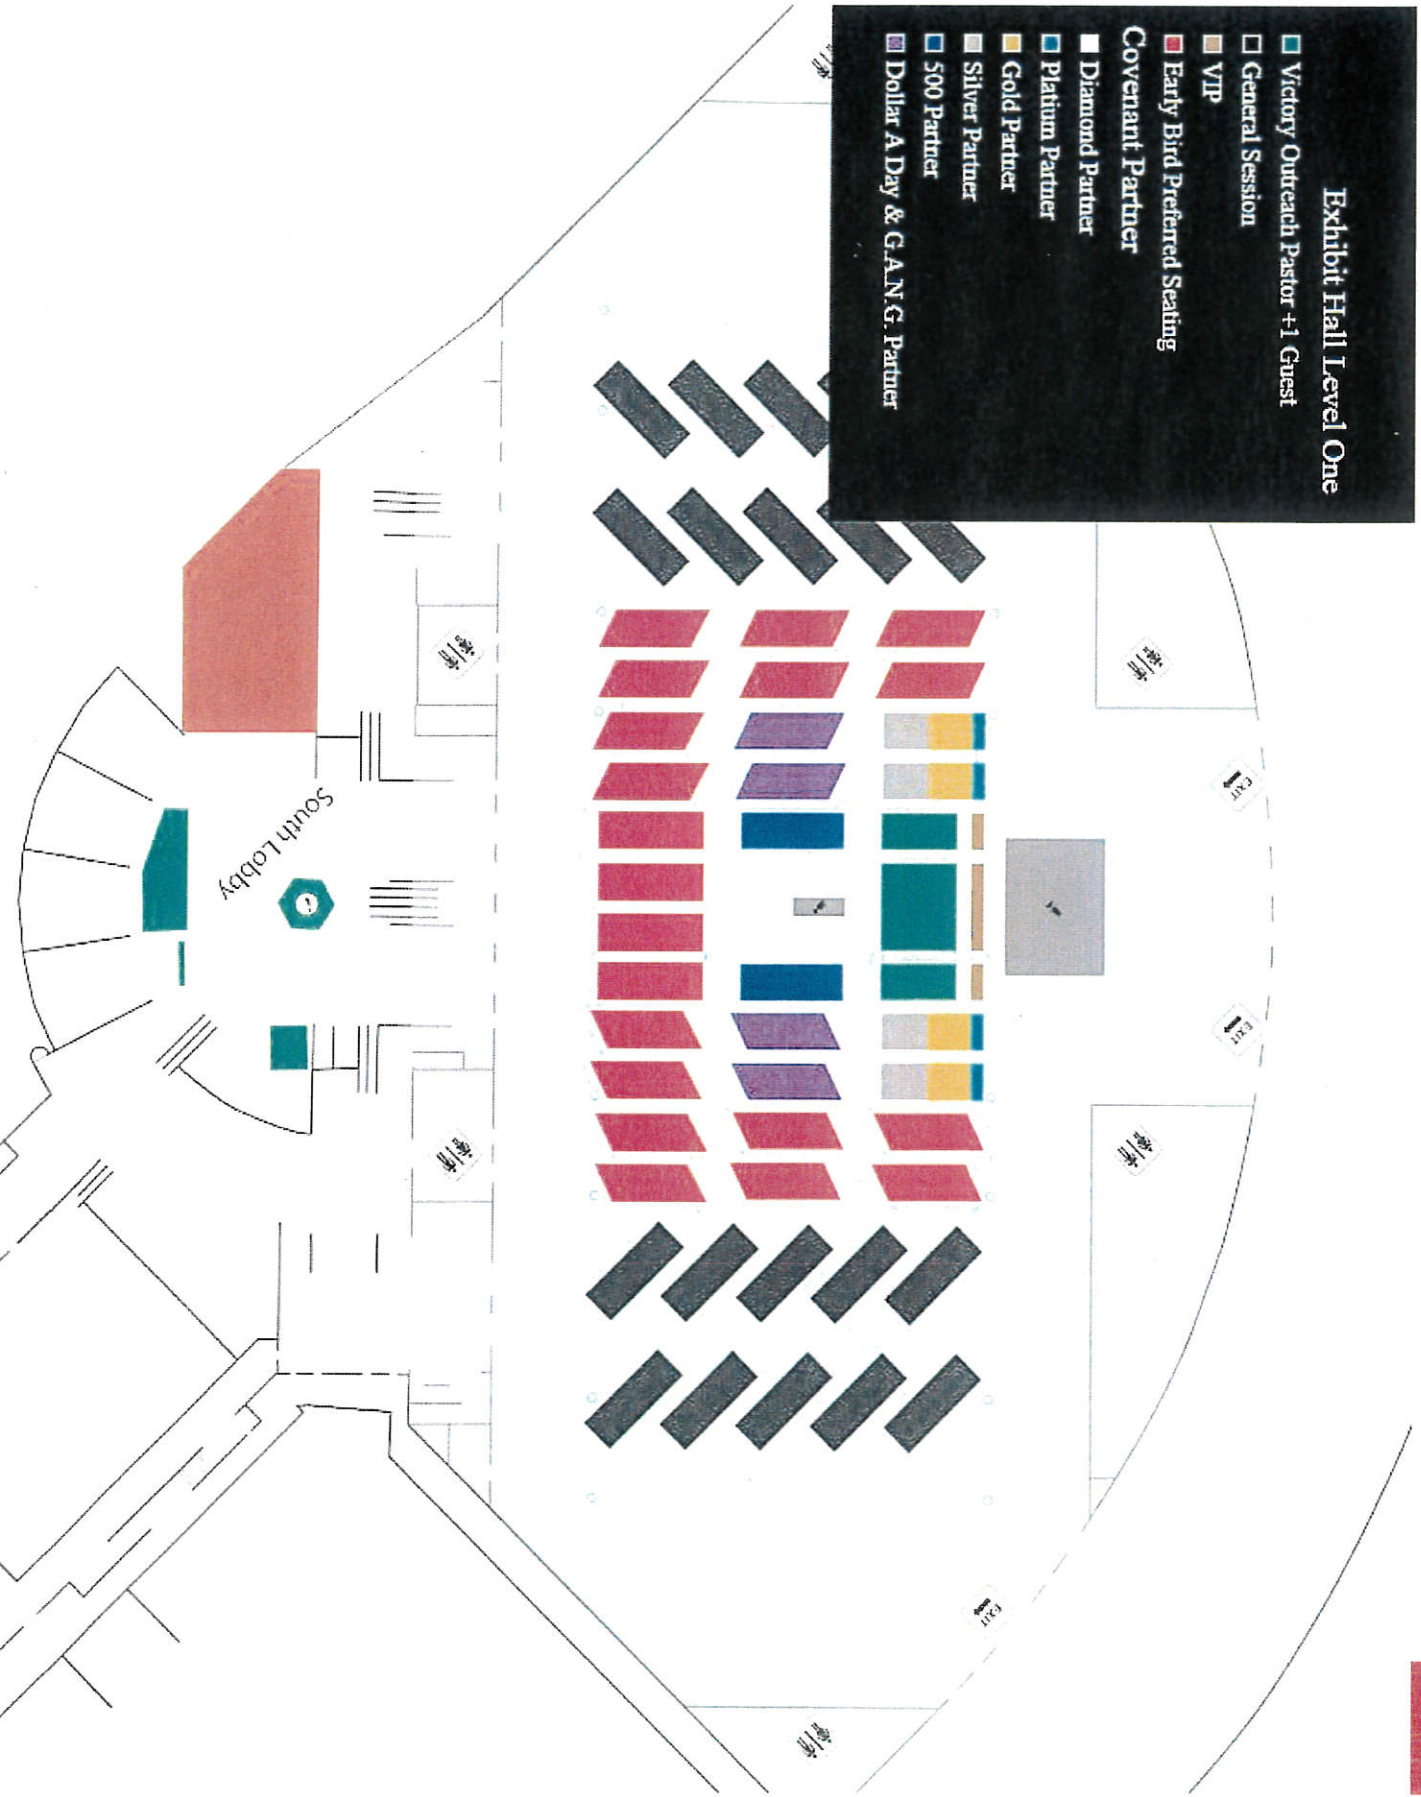 Exhibit Hall Level One
Victory Outreach Pastor +1 Guest
General Session
VIP
Early Bird Preferred Seating
Covenant Partner
Diamond Partner
Platium Partner
Gold Partner
Silver Partner
500 Partner
Dollar A Day & G.A.N.G. Partner
EXIT
EXIT
EXIT
South Lobby